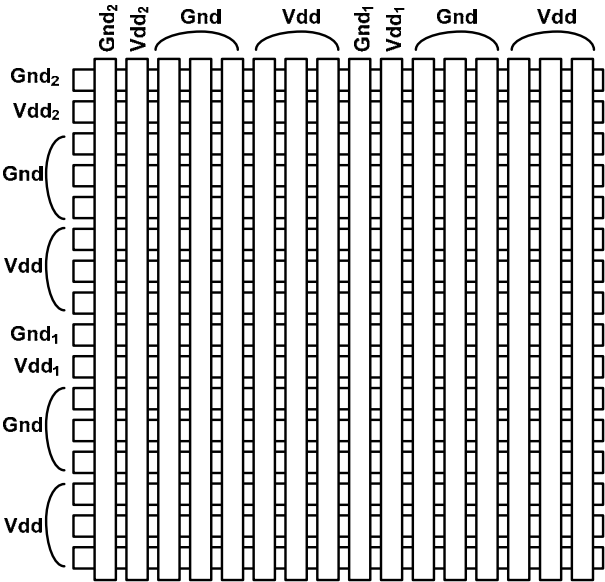 Gnd₂ Vdd₂ Gnd Vdd Gnd₁ Vdd₁ Gnd Vdd
Gnd₂
Vdd₂
Gnd
Vdd
Gnd₁
Vdd₁
Gnd
Vdd